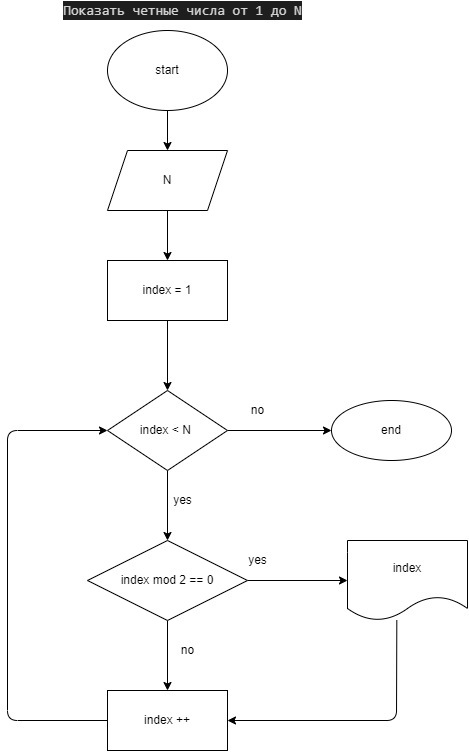 Показать четные числа от 1 до N
start
N
index = 1
index < N
no
end
yes
index mod 2 == 0
yes
index
no
index ++